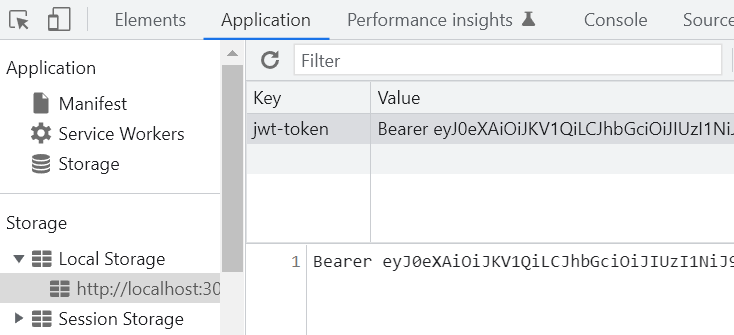 Elements Application Performance insights Console Source
Application
Filter
Key Value
Manifest
jwt-token Bearer eyJ0eXAiOiJKV1QiLCJhbGciOiJIUzI1NiJ
Service Workers
Storage
Storage
Local Storage
1 Bearer eyJ0eXAiOiJKV1QiLCJhbGciOiJIUzI1NiJ9
http://localhost:30
Session Storage